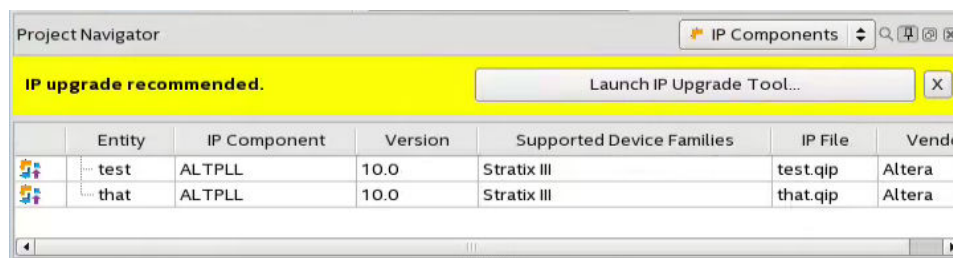 Project Navigator IP Components
IP upgrade recommended. Launch IP Upgrade Tool... X
Entity IP Component Version Supported Device Families IP File
test ALTPLL 10.0 Stratix III test.qip Altera
that ALTPLL 10.0 Stratix III that.qip Altera